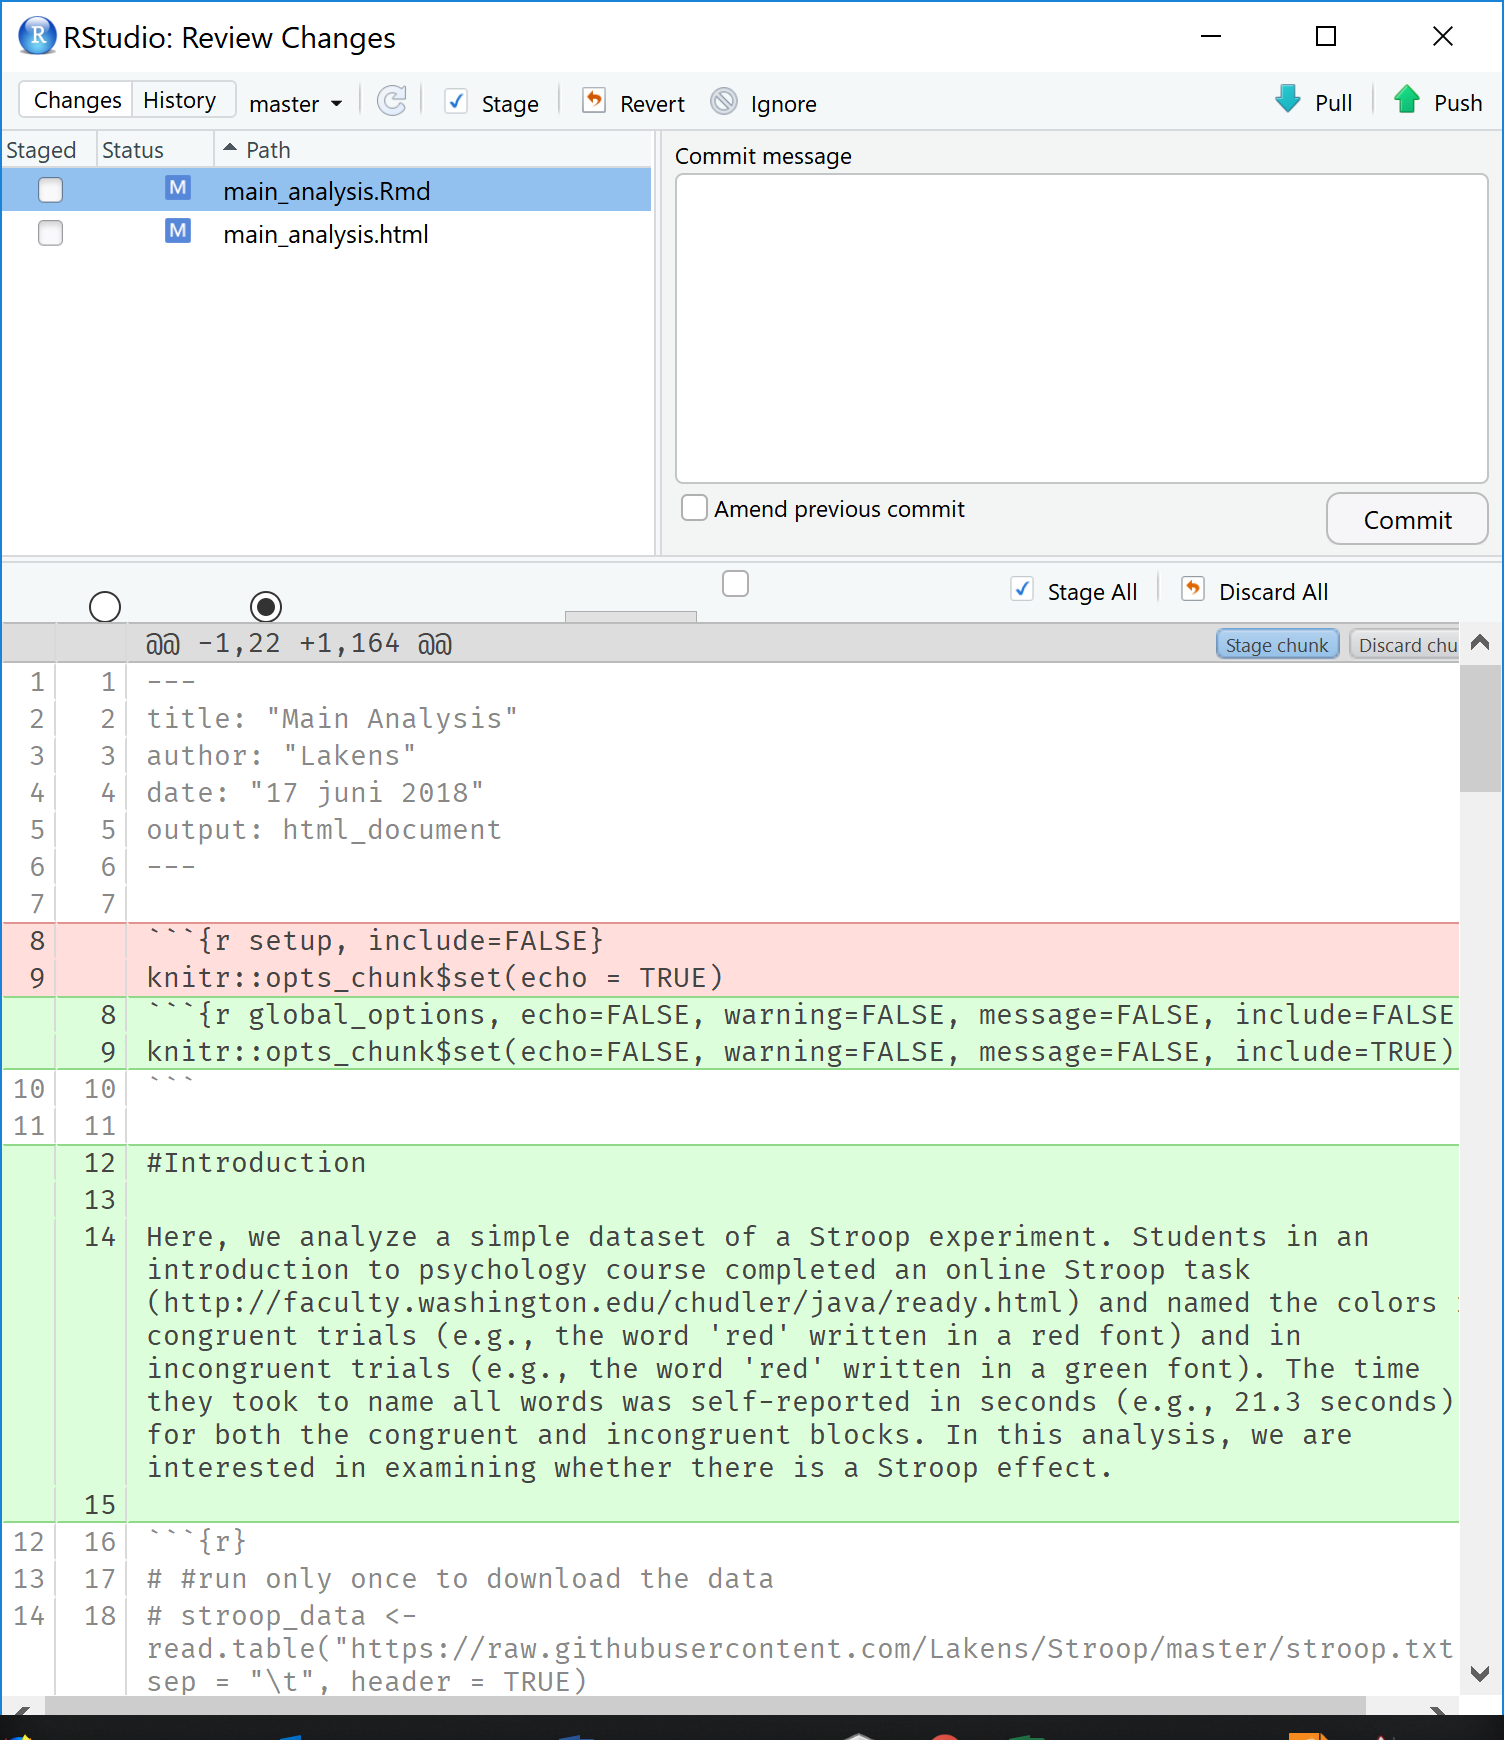 RStudio: Review Changes
Changes History master Stage Revert Ignore Pull Push
Staged Status Path
M main_analysis.Rmd
M main_analysis.html
Commit message
Amend previous commit
Commit
Stage All Discard All
@@ -1,22 +1,164 @@ Stage chunk Discard chu
1 1 ---
2 2 title: "Main Analysis"
3 3 author: "Lakens"
4 4 date: "17 juni 2018"
5 5 output: html_document
6 6 ---
7 7
8 ```{r setup, include=FALSE}
9 knitr::opts_chunk$set(echo = TRUE)
8 ```{r global_options, echo=FALSE, warning=FALSE, message=FALSE, include=FALSE
9 knitr::opts_chunk$set(echo=FALSE, warning=FALSE, message=FALSE, include=TRUE)
10 10 ```
11 11
12 #Introduction
13
14 Here, we analyze a simple dataset of a Stroop experiment. Students in an
introduction to psychology course completed an online Stroop task
(http://faculty.washington.edu/chudler/java/ready.html) and named the colors
congruent trials (e.g., the word 'red' written in a red font) and in
incongruent trials (e.g., the word 'red' written in a green font). The time
they took to name all words was self-reported in seconds (e.g., 21.3 seconds)
for both the congruent and incongruent blocks. In this analysis, we are
interested in examining whether there is a Stroop effect.
15
12 16 ```{r}
13 17 # #run only once to download the data
14 18 # stroop_data <-
read.table("https://raw.githubusercontent.com/Lakens/Stroop/master/stroop.txt
sep = "\t", header = TRUE)